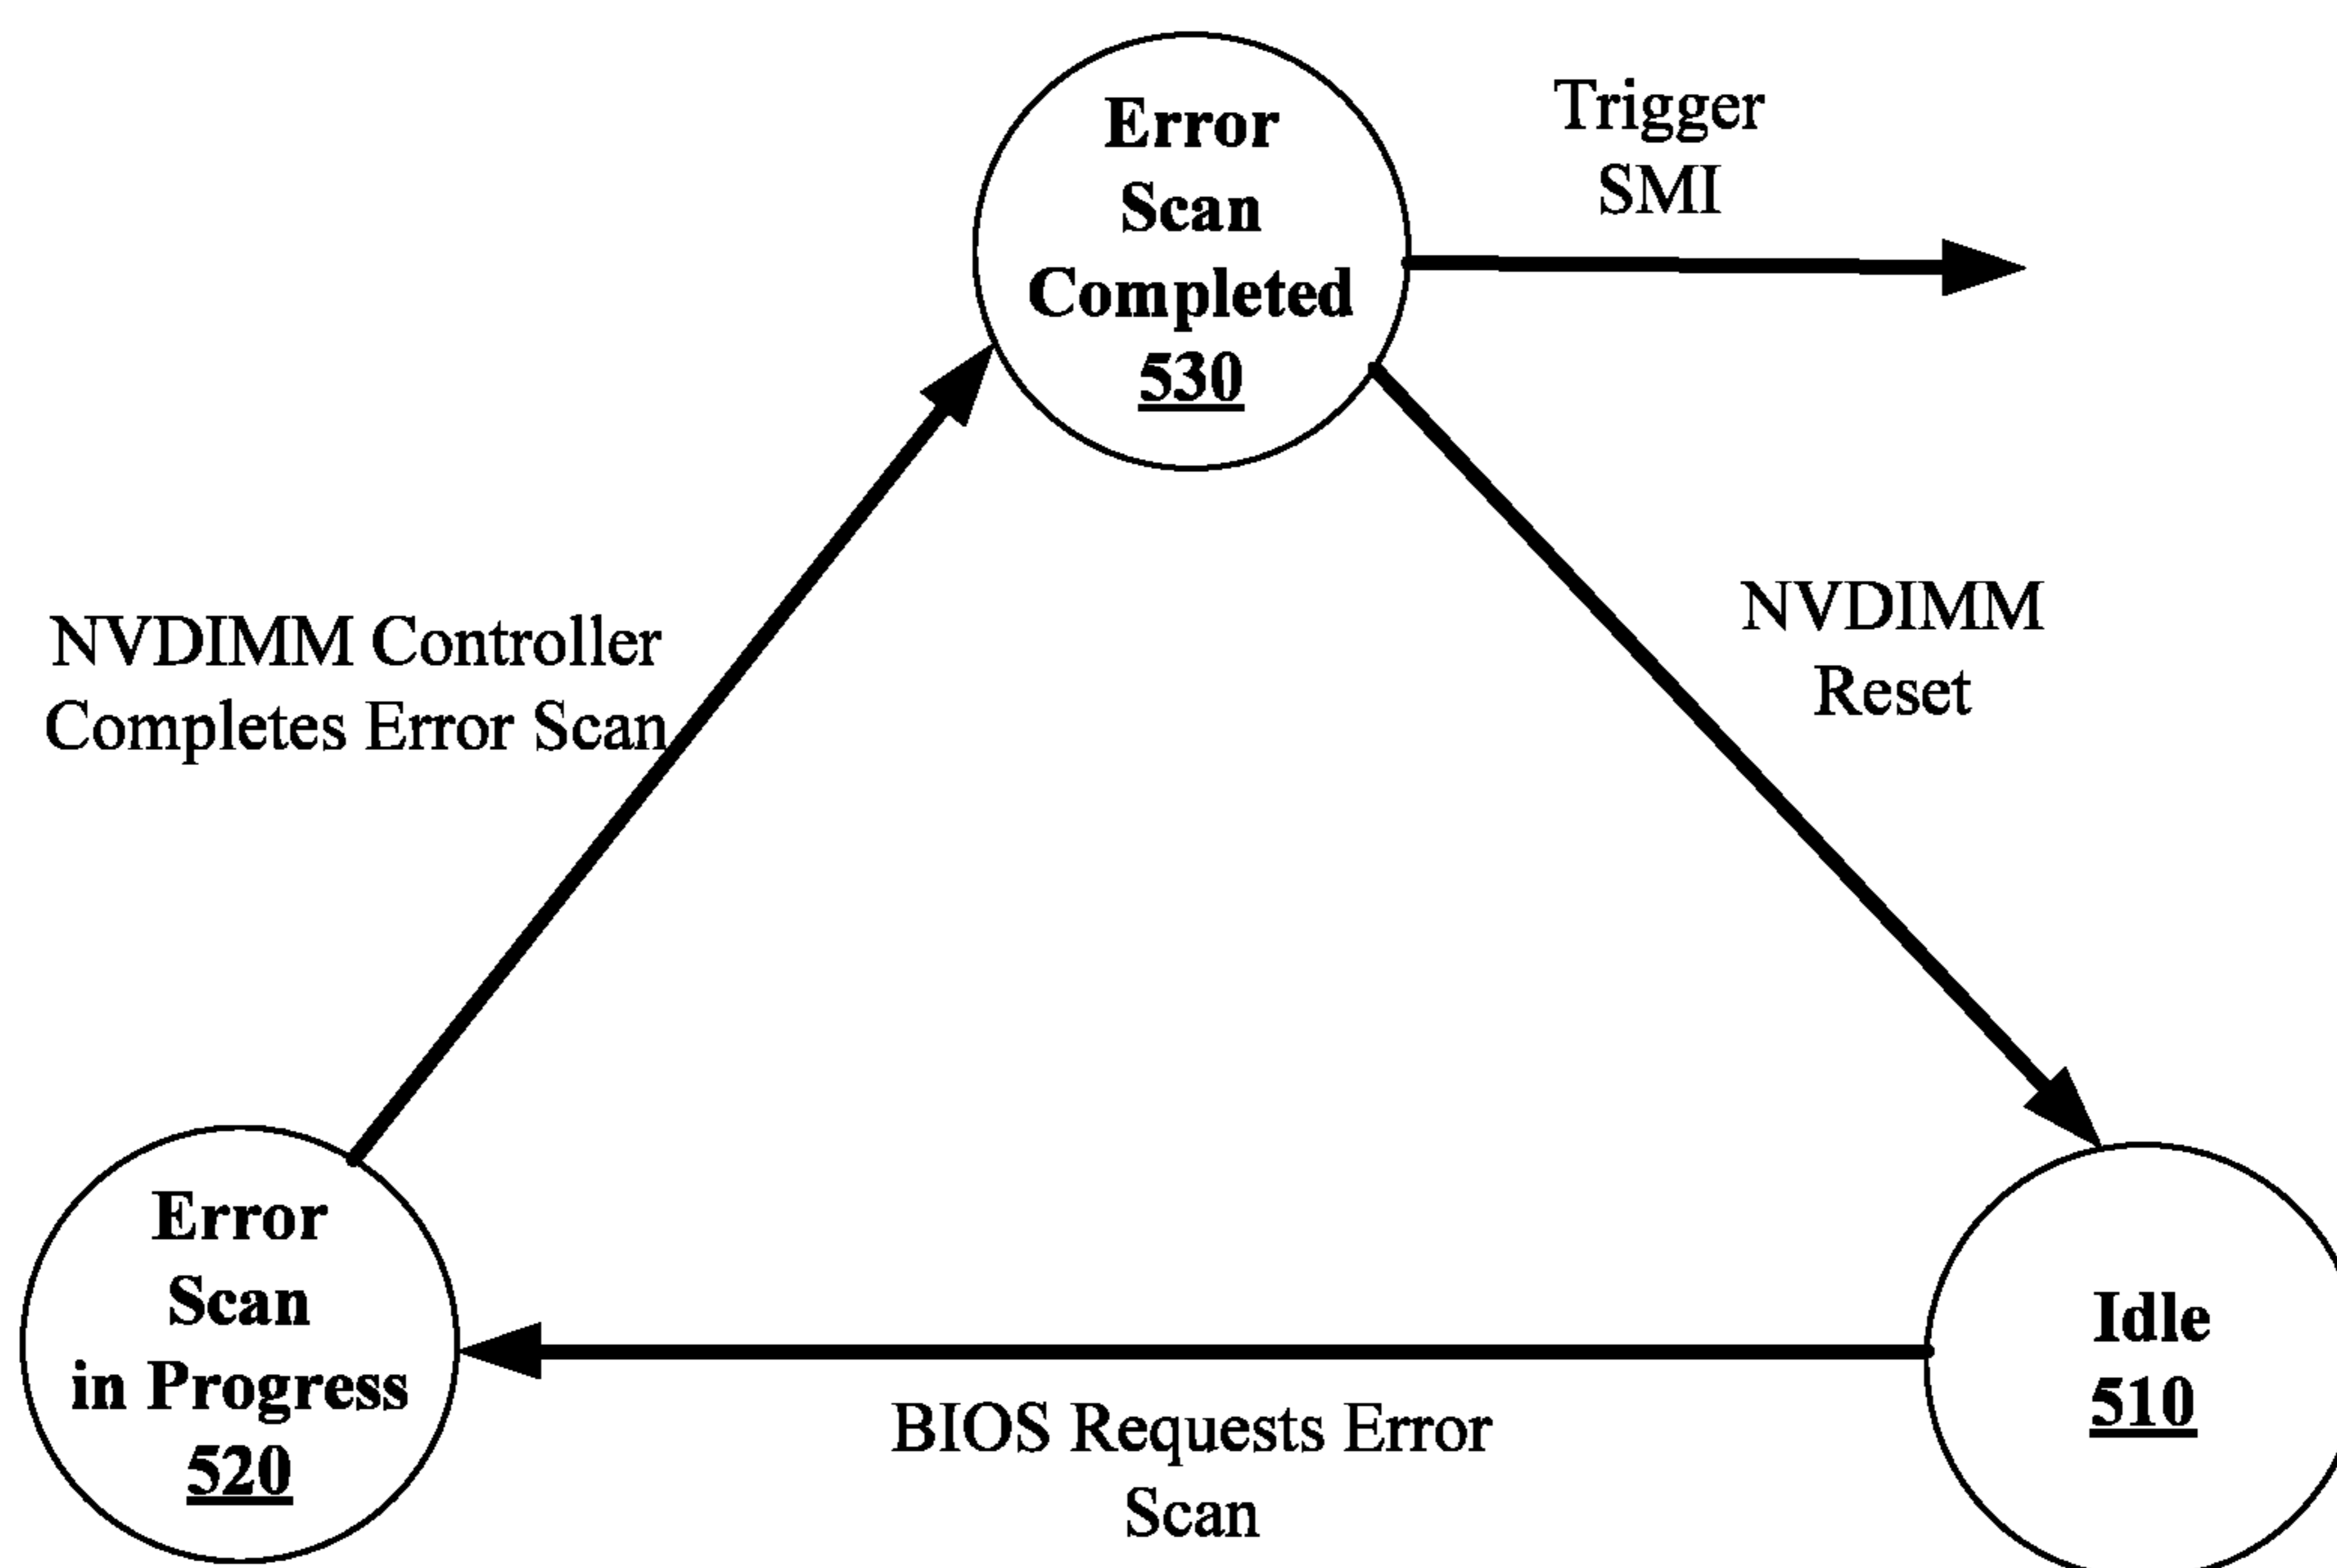 Error
Scan
Completed
530
Trigger
SMI
NVDIMM Controller
Completes Error Scan
NVDIMM
Reset
Error
Scan
in Progress
520
BIOS Requests Error
Scan
Idle
510